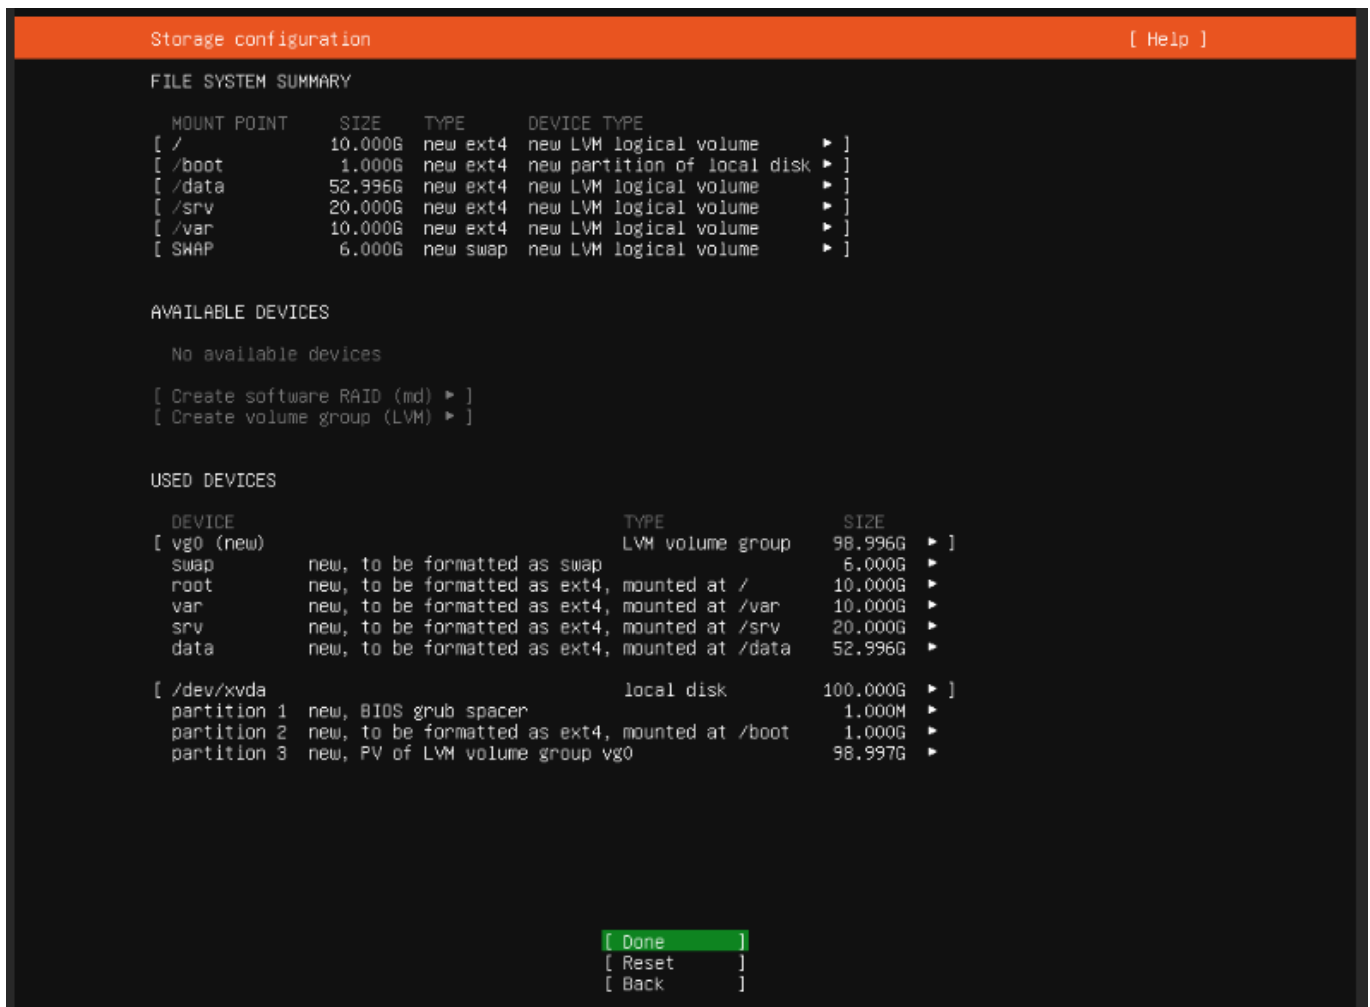 Storage configuration [ Help ]
FILE SYSTEM SUMMARY
MOUNT POINT SIZE TYPE DEVICE TYPE
[ / 10.000G new ext4 new LVM logical volume ▸ ]
[ /boot 1.000G new ext4 new partition of local disk ▸ ]
[ /data 52.996G new ext4 new LVM logical volume ▸ ]
[ /srv 20.000G new ext4 new LVM logical volume ▸ ]
[ /var 10.000G new ext4 new LVM logical volume ▸ ]
[ SWAP 6.000G new swap new LVM logical volume ▸ ]
AVAILABLE DEVICES
No available devices
[ Create software RAID (md) ▸ ]
[ Create volume group (LVM) ▸ ]
USED DEVICES
DEVICE TYPE SIZE
[ vg0 (new) LVM volume group 98.996G ▸ ]
swap new, to be formatted as swap 6.000G ▸
root new, to be formatted as ext4, mounted at / 10.000G ▸
var new, to be formatted as ext4, mounted at /var 10.000G ▸
srv new, to be formatted as ext4, mounted at /srv 20.000G ▸
data new, to be formatted as ext4, mounted at /data 52.996G ▸
[ /dev/xvda local disk 100.000G ▸ ]
partition 1 new, BIOS grub spacer 1.000M ▸
partition 2 new, to be formatted as ext4, mounted at /boot 1.000G ▸
partition 3 new, PV of LVM volume group vg0 98.997G ▸
[ Done ]
[ Reset ]
[ Back ]